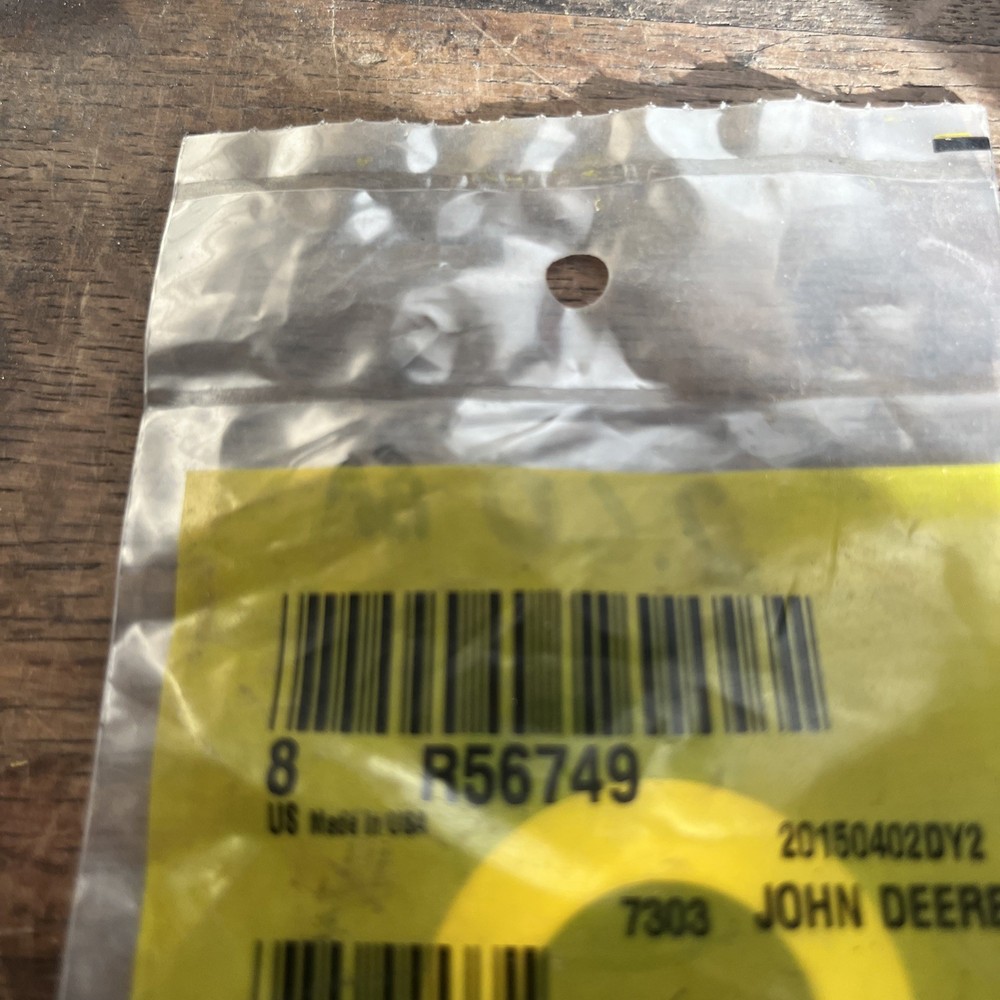 8 R56749
US Made in USA
20150402DY2
7303 JOHN DEERE